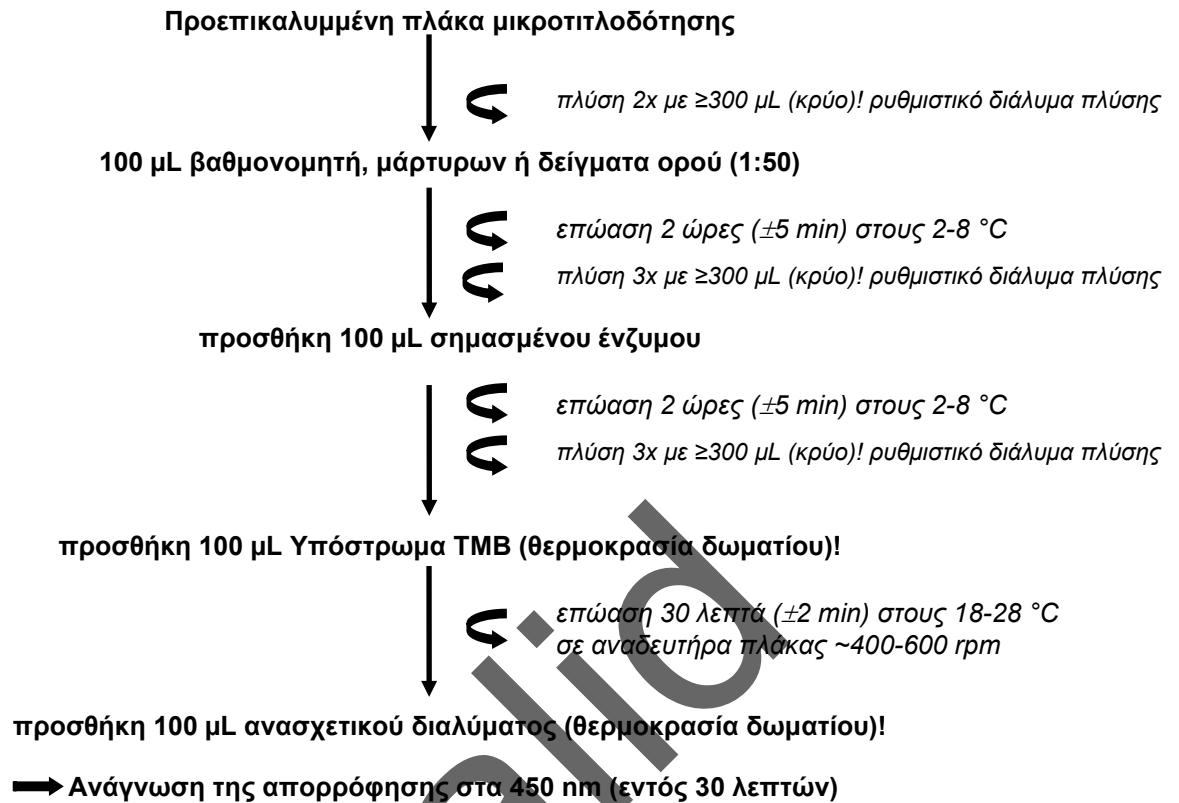 Προεπικαλυμμένη πλάκα μικροτιτλοδότησης
πλύση 2x με ≥300 μL (κρύο)! ρυθμιστικό διάλυμα πλύσης
100 μL βαθμονομητή, μάρτυρων ή δείγματα ορού (1:50)
επώαση 2 ώρες (±5 min) στους 2-8 °C
πλύση 3x με ≥300 μL (κρύο)! ρυθμιστικό διάλυμα πλύσης
προσθήκη 100 μL σημασμένου ένζυμου
επώαση 2 ώρες (±5 min) στους 2-8 °C
πλύση 3x με ≥300 μL (κρύο)! ρυθμιστικό διάλυμα πλύσης
προσθήκη 100 μL Υπόστρωμα TMB (θερμοκρασία δωματίου)!
επώαση 30 λεπτά (±2 min) στους 18-28 °C
σε αναδευτήρα πλάκας ~400-600 rpm
προσθήκη 100 μL ανασχετικού διαλύματος (θερμοκρασία δωματίου)!
Ανάγνωση της απορρόφησης στα 450 nm (εντός 30 λεπτών)